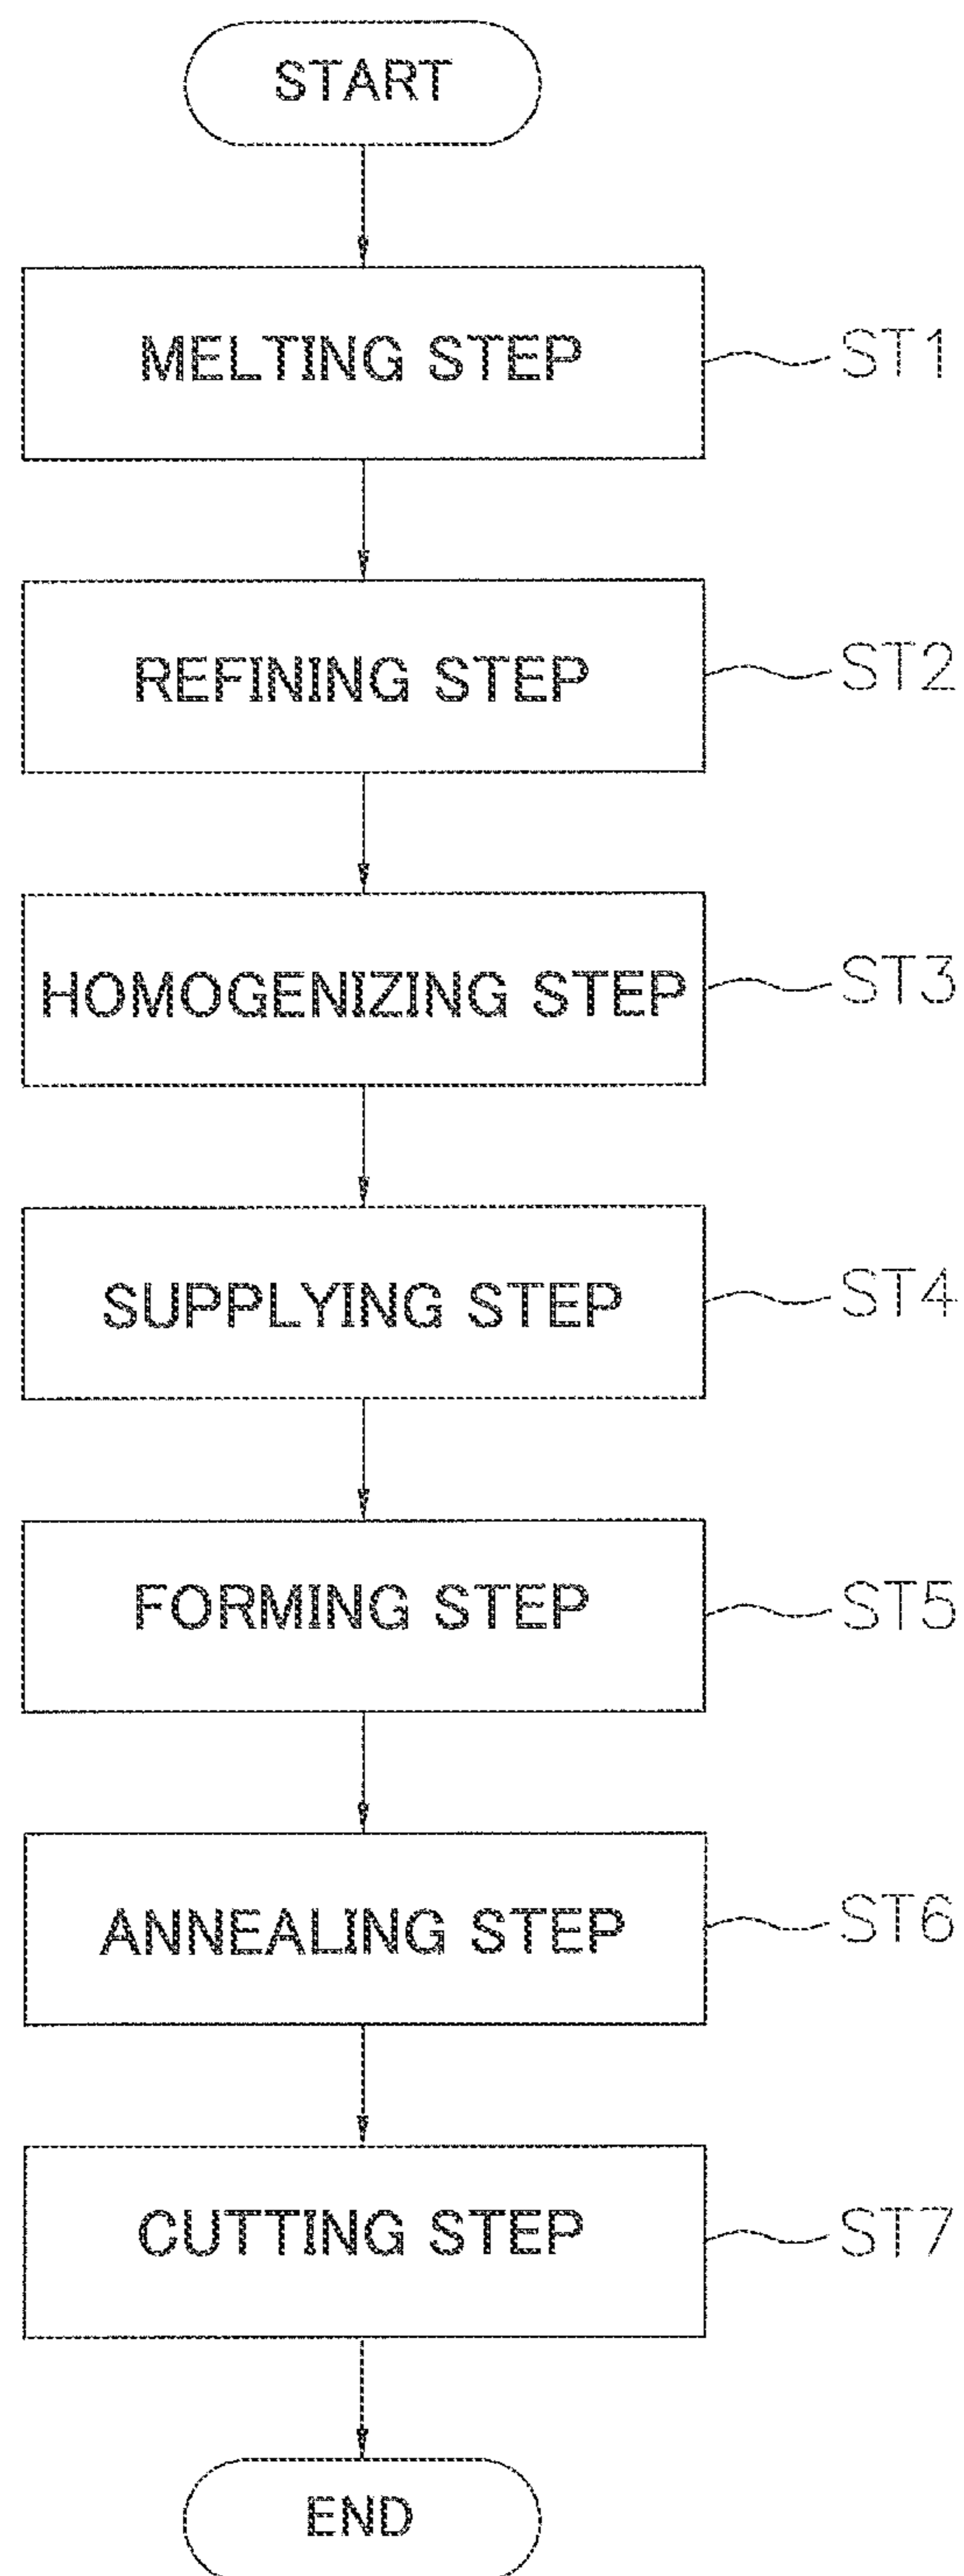 START
MELTING STEP
ST1
REFINING STEP
ST2
HOMOGENIZING STEP
ST3
SUPPLYING STEP
ST4
FORMING STEP
ST5
ANNEALING STEP
ST6
CUTTING STEP
ST7
END